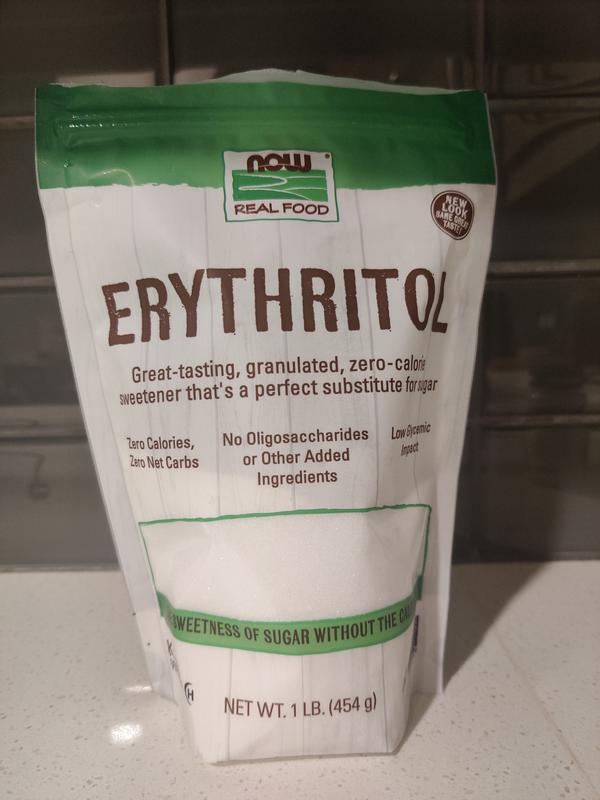 NOW
REAL FOOD
NEW
LOOK
SAME GREAT
TASTE!
ERYTHRITOL
Great-tasting, granulated, zero-calorie
sweetener that's a perfect substitute for sugar
Zero Calories,
Zero Net Carbs
No Oligosaccharides
or Other Added
Ingredients
Low Glycemic
Impact
SWEETNESS OF SUGAR WITHOUT THE
NET WT. 1 LB. (454 g)